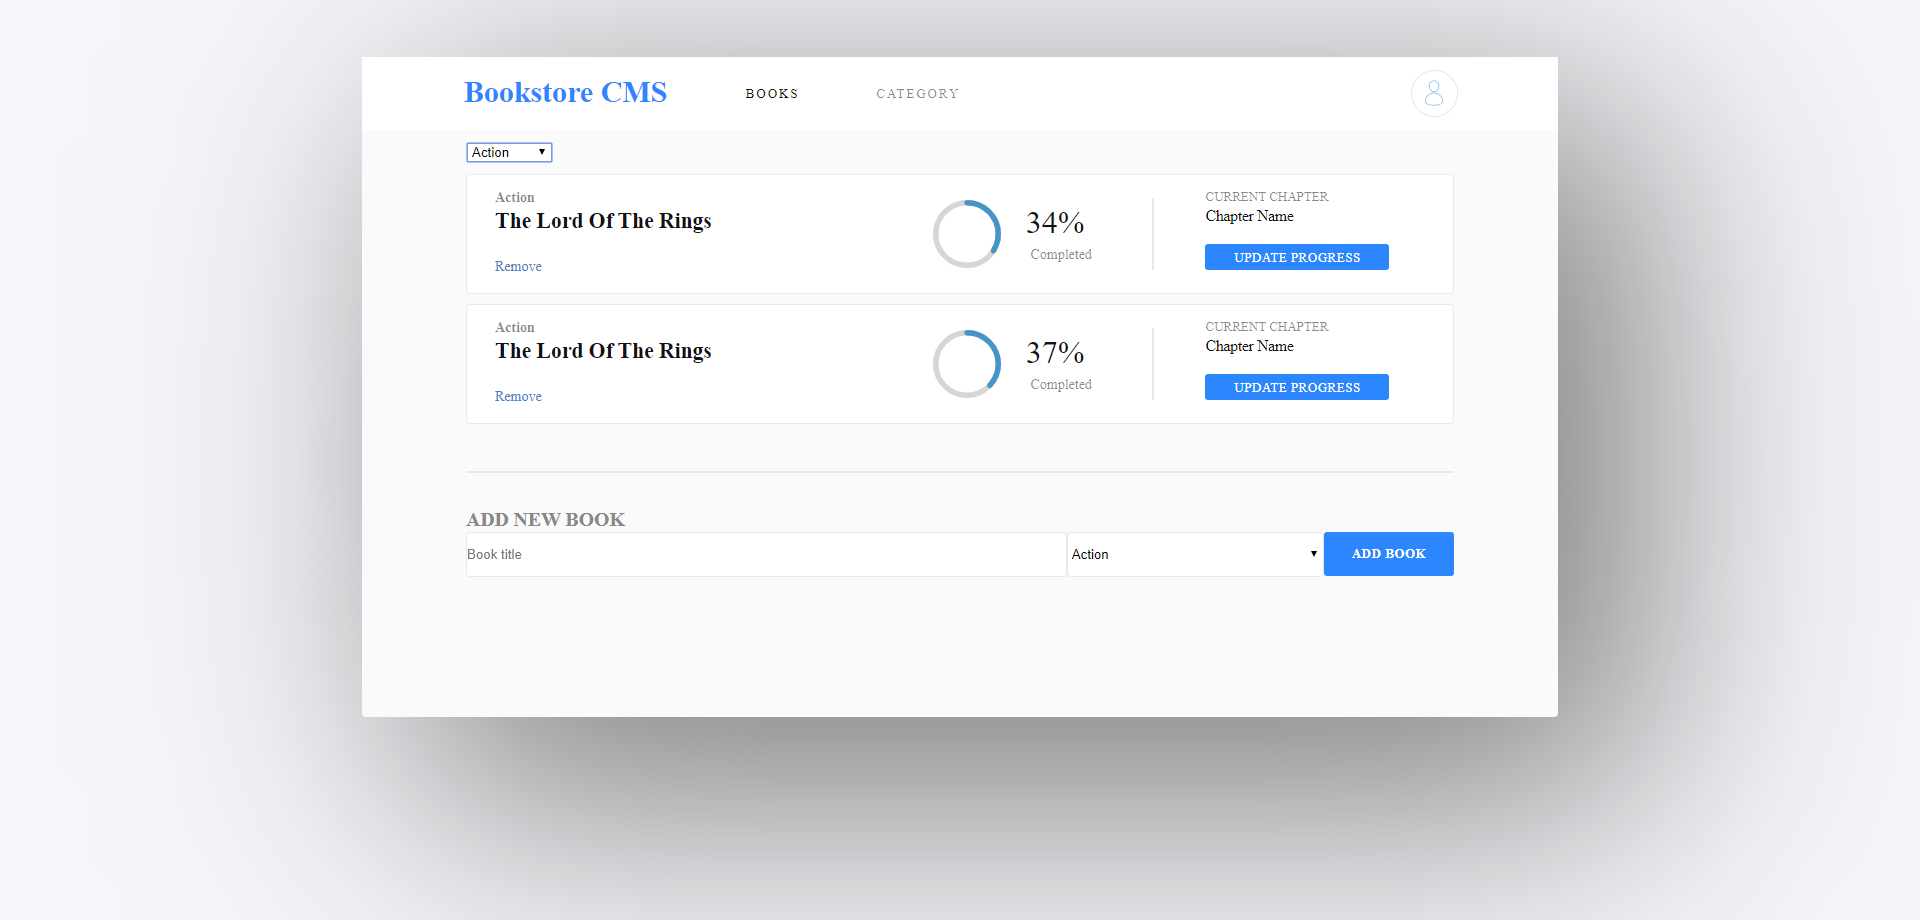 Bookstore CMS BOOKS CATEGORY
Action
Action
The Lord Of The Rings
Remove
34%
Completed
CURRENT CHAPTER
Chapter Name
UPDATE PROGRESS
Action
The Lord Of The Rings
Remove
37%
Completed
CURRENT CHAPTER
Chapter Name
UPDATE PROGRESS
ADD NEW BOOK
Book title Action ADD BOOK